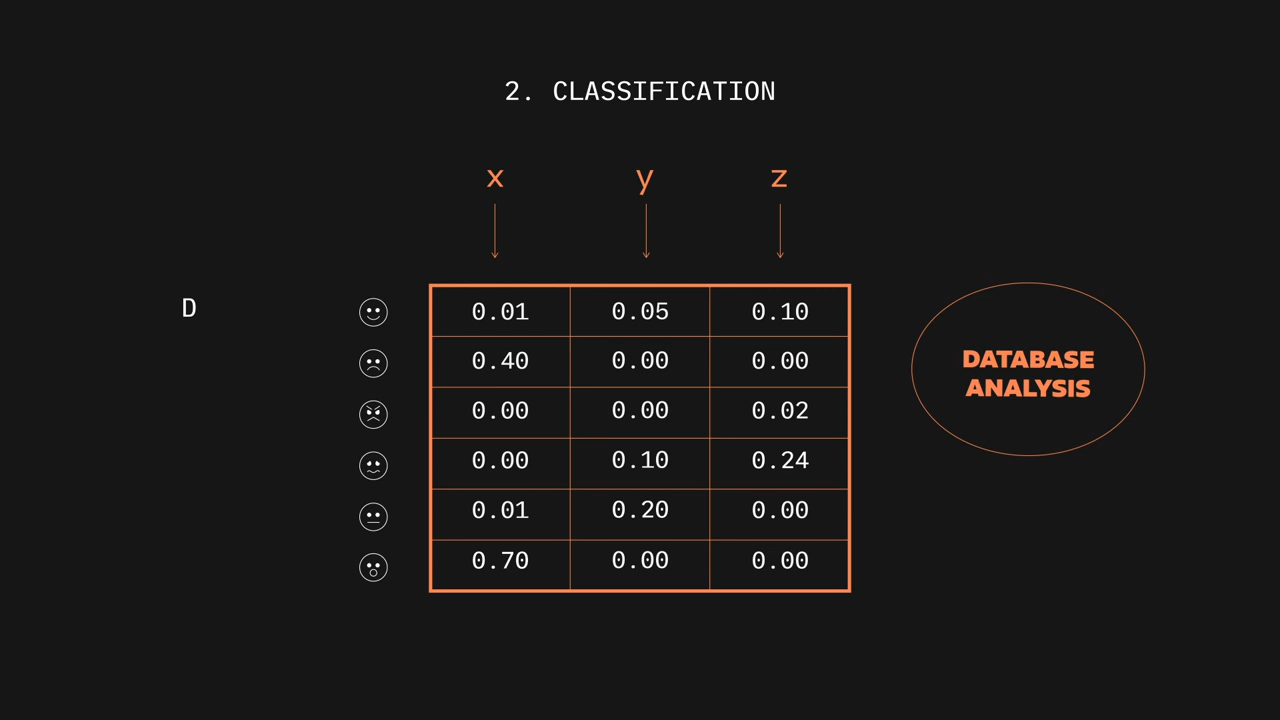 2. CLASSIFICATION
x y z
D
0.01 0.05 0.10
0.40 0.00 0.00
0.00 0.00 0.02
0.00 0.10 0.24
0.01 0.20 0.00
0.70 0.00 0.00
DATABASE
ANALYSIS